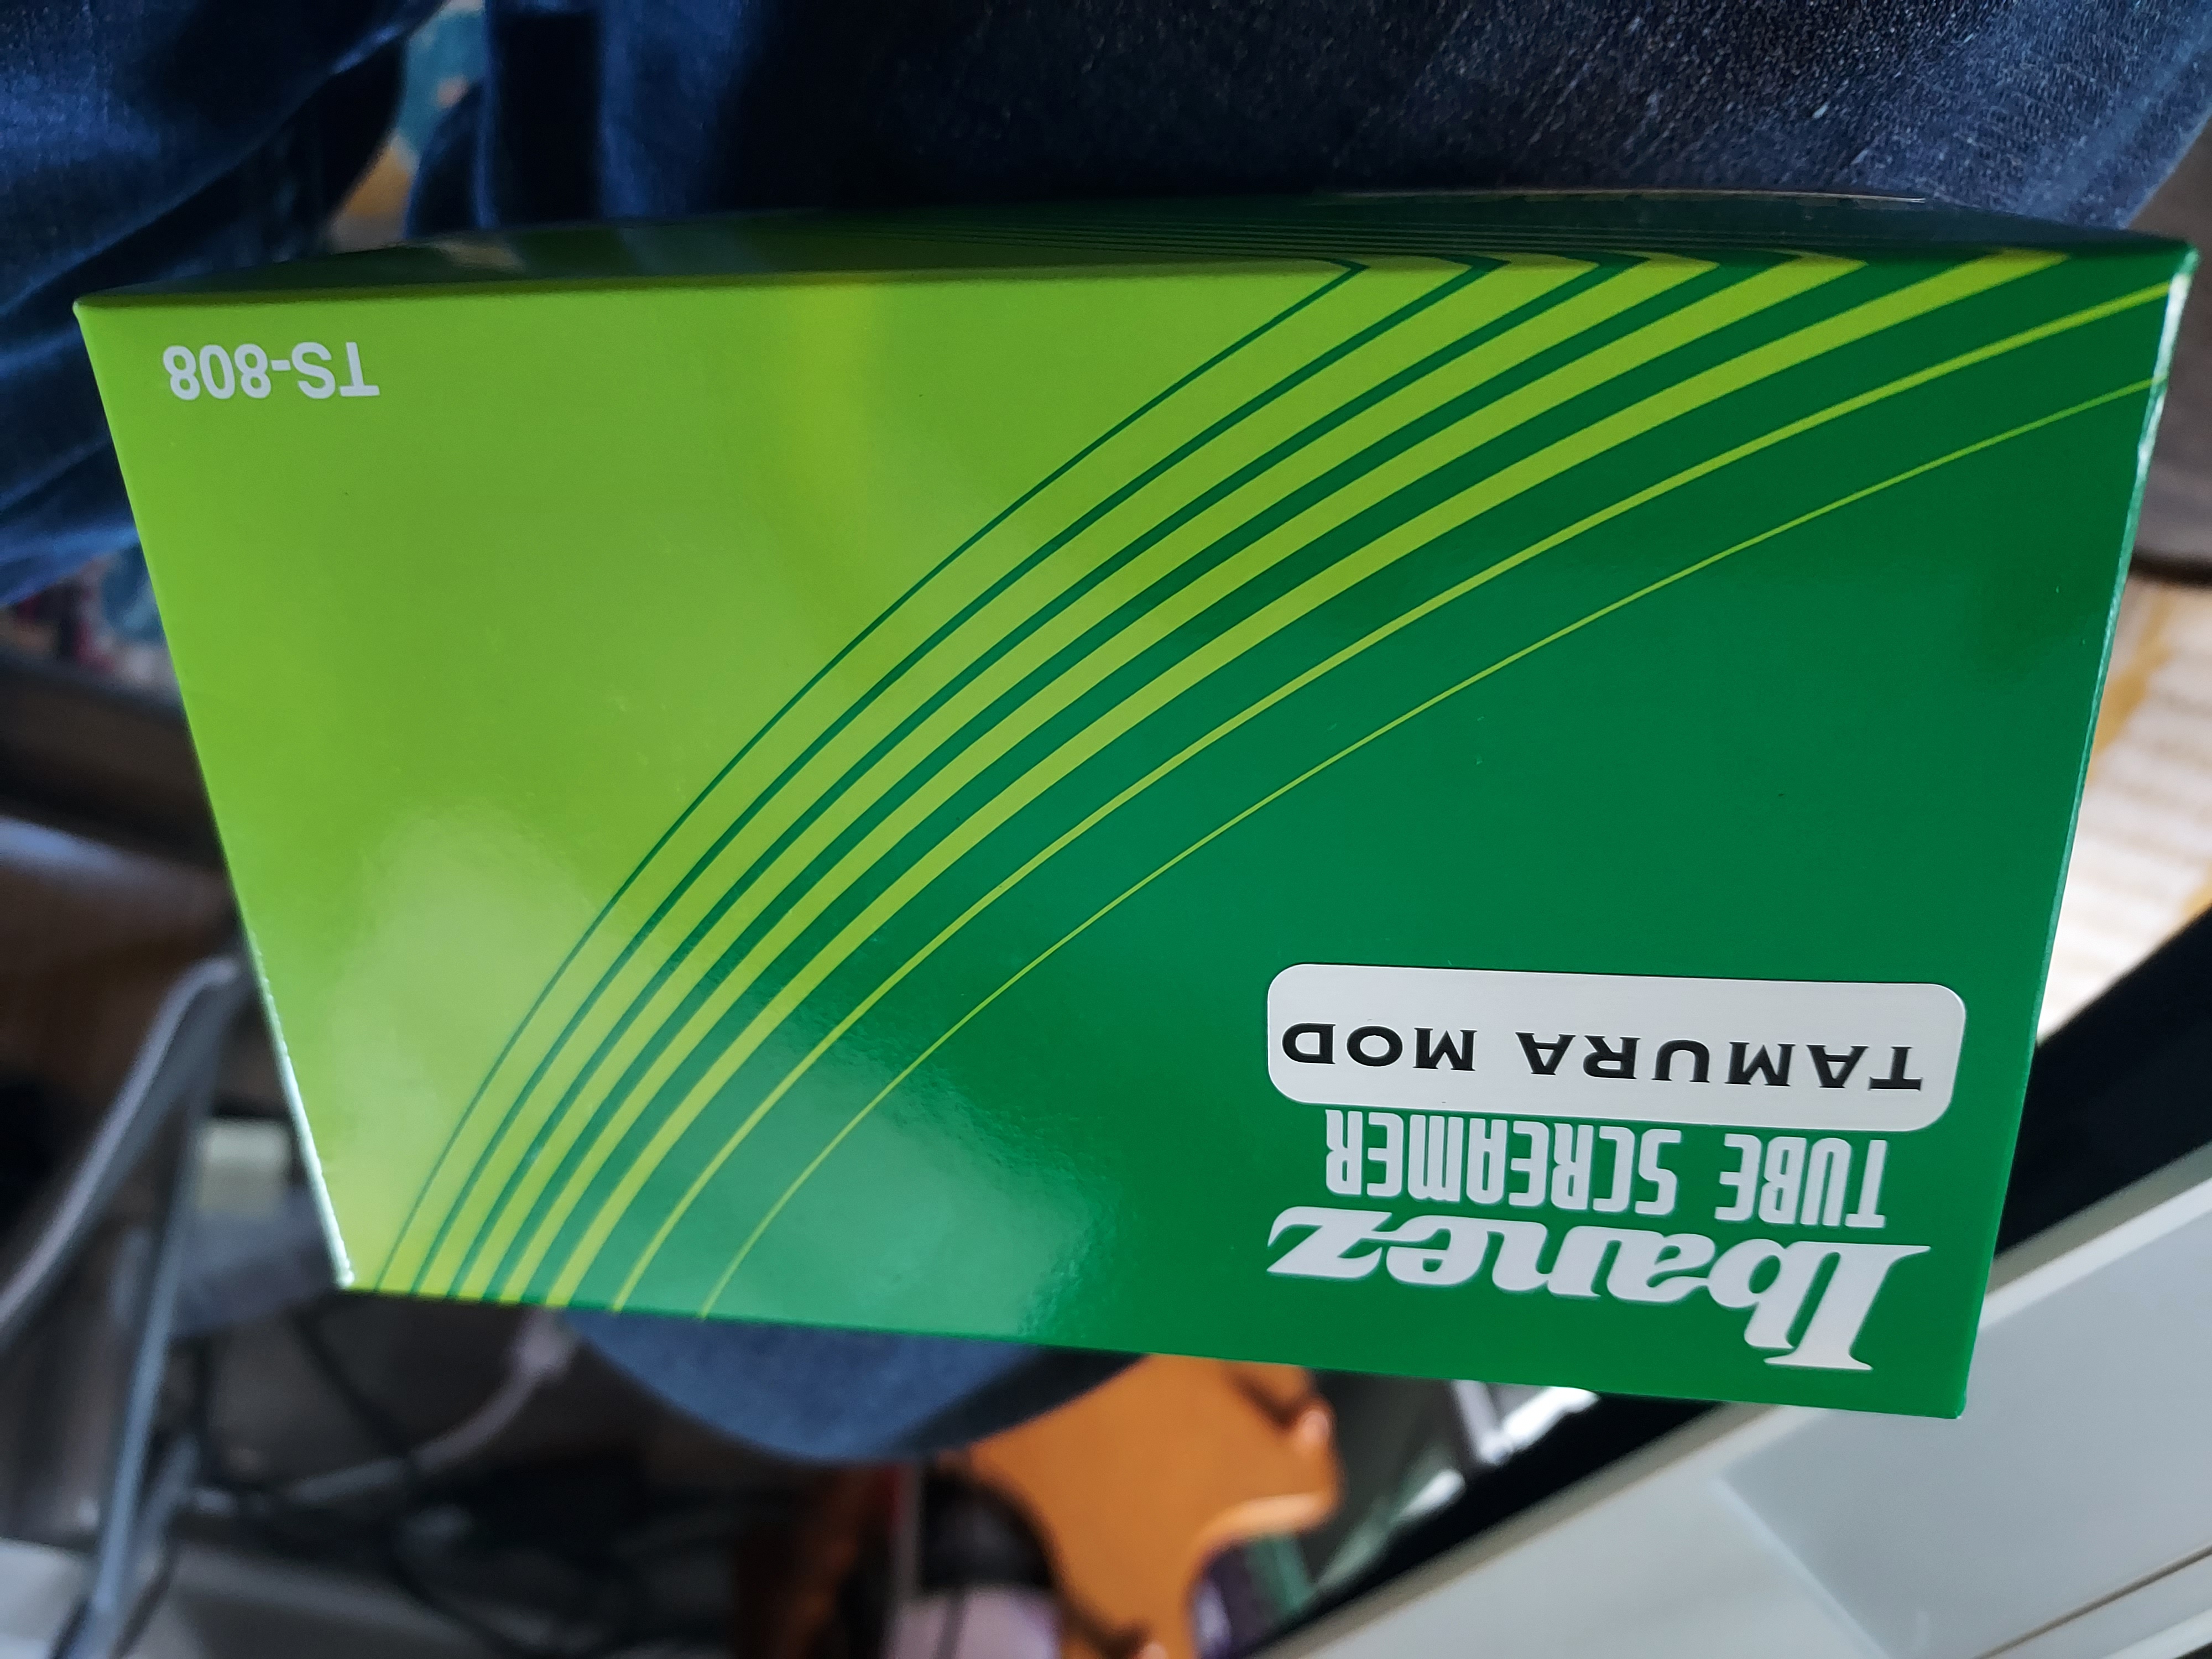 Ibanez
TUBE SCREAMER
TAMURA MOD
TS-808